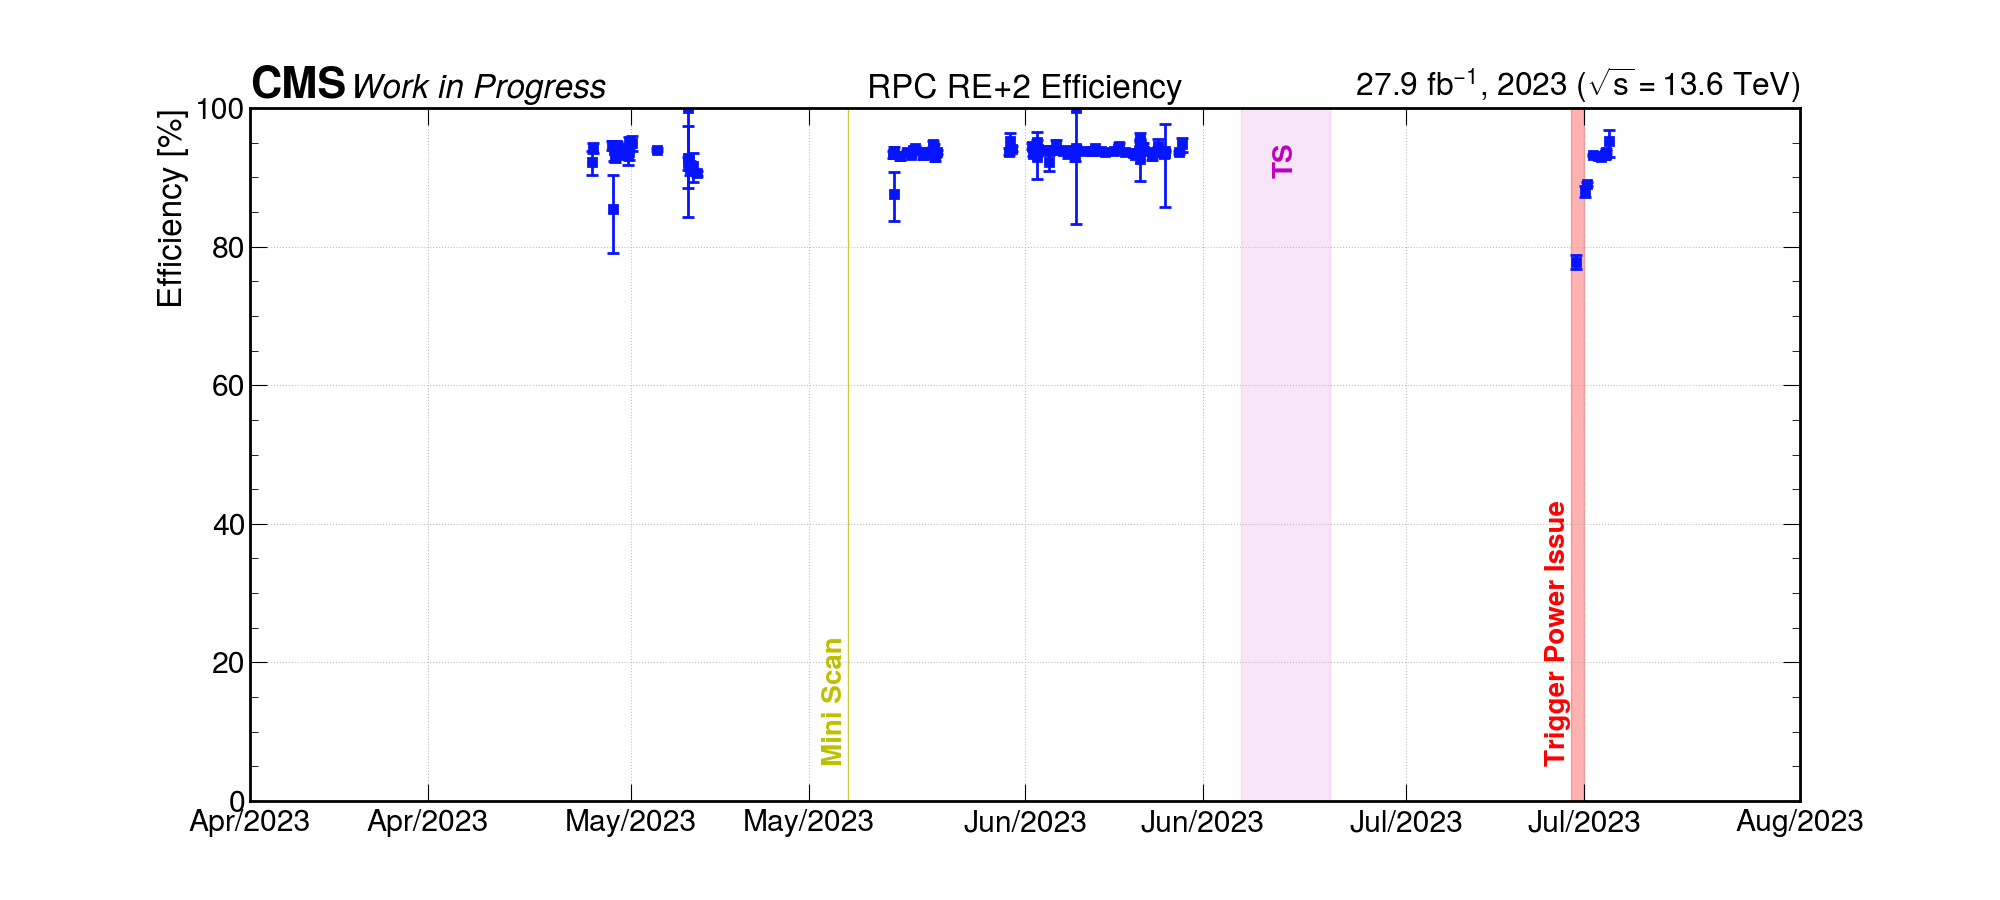 CMS Work in Progress RPC RE+2 Efficiency 27.9 fb⁻¹, 2023 (√s = 13.6 TeV)
Efficiency [%]
100
80
60
40
20
0
TS
Mini Scan
Trigger Power Issue
Apr/2023 Apr/2023 May/2023 May/2023 Jun/2023 Jun/2023 Jul/2023 Jul/2023 Aug/2023